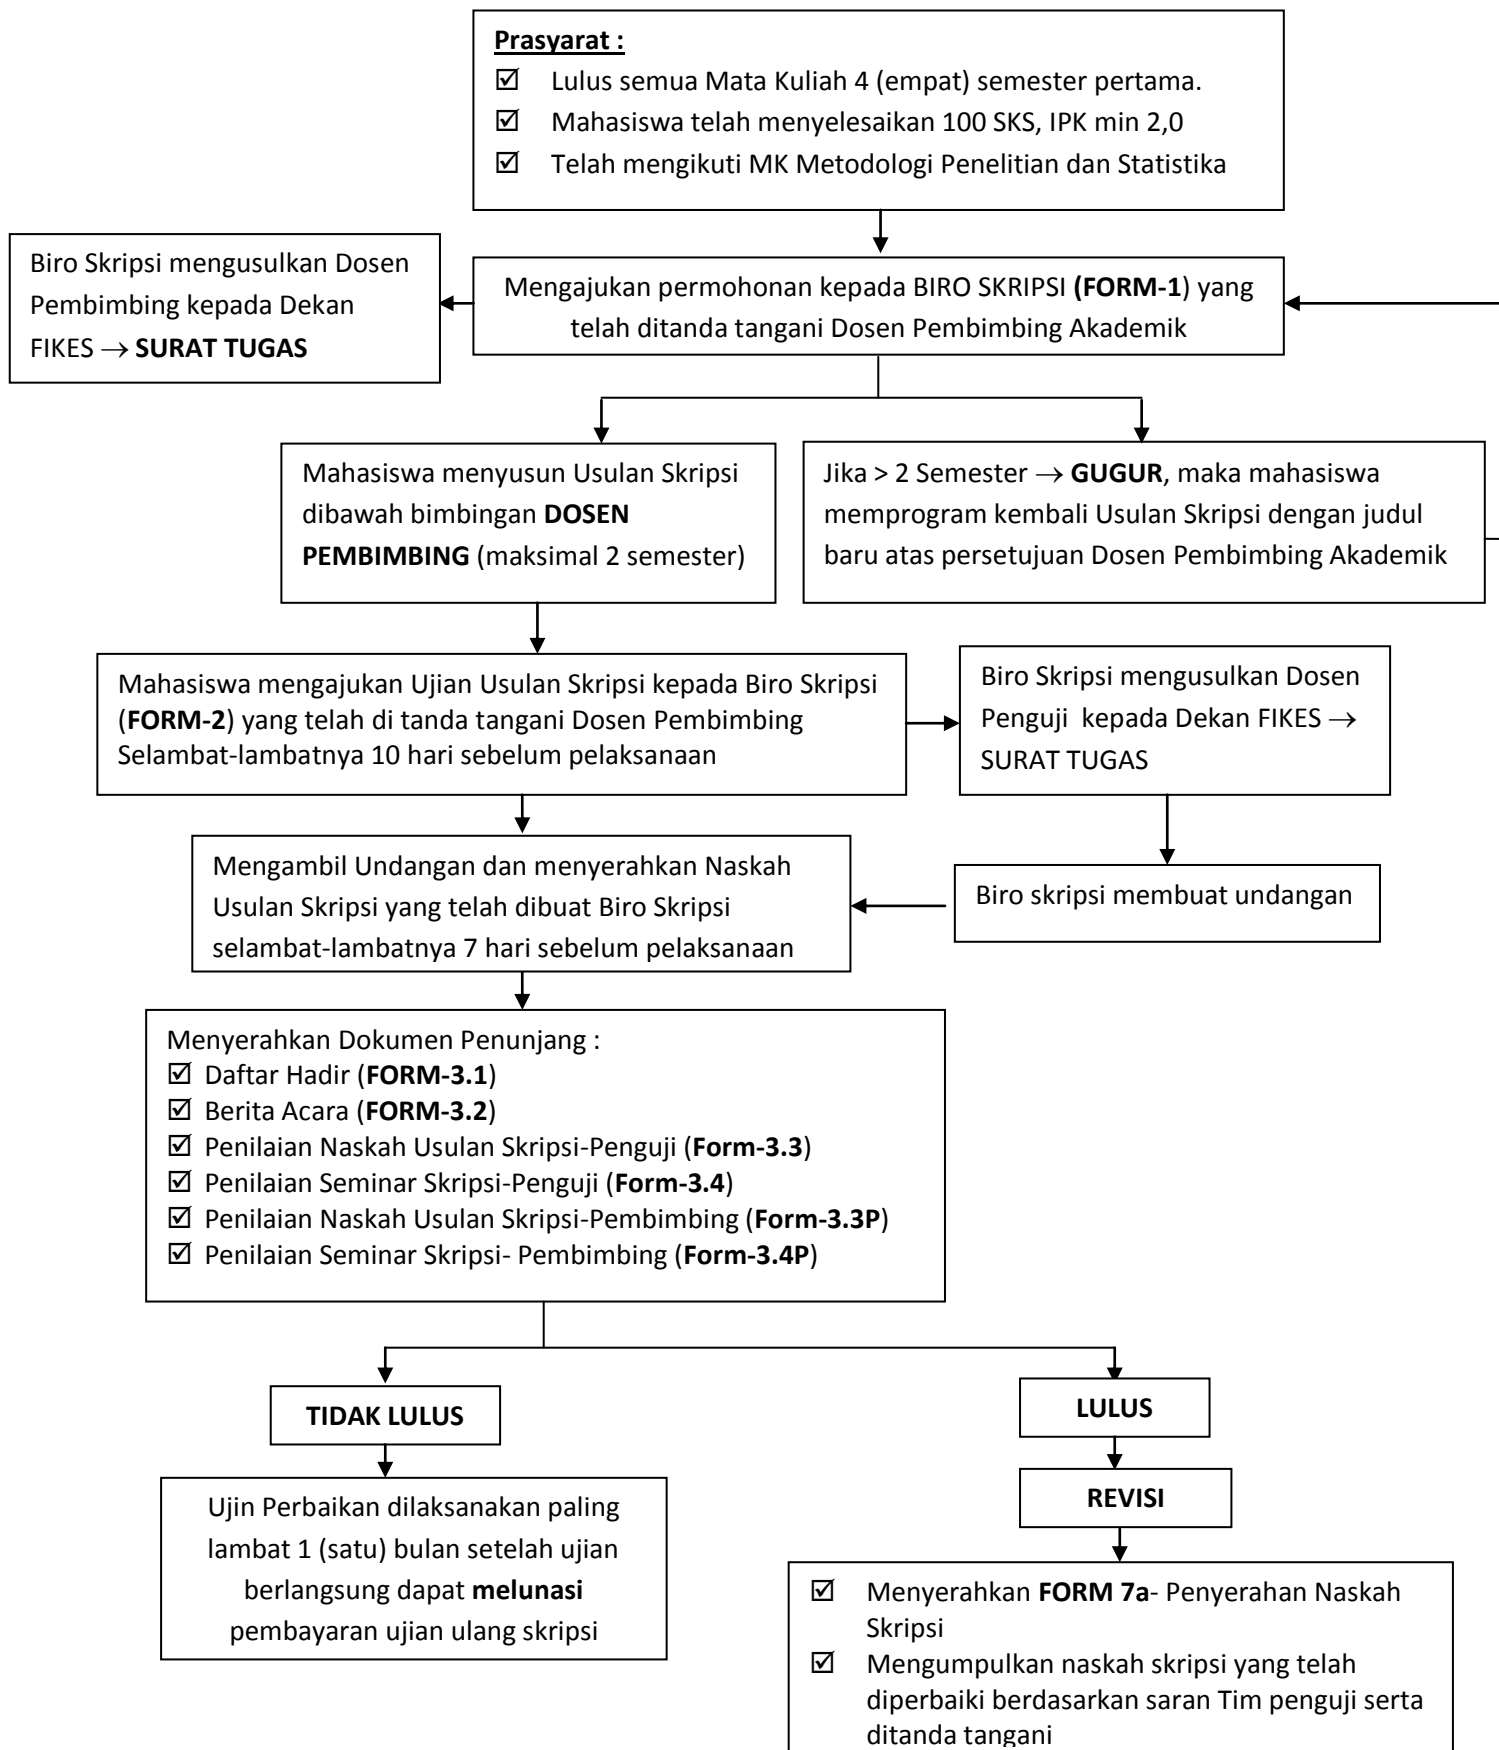 Prasyarat :
☑ Lulus semua Mata Kuliah 4 (empat) semester pertama.
☑ Mahasiswa telah menyelesaikan 100 SKS, IPK min 2,0
☑ Telah mengikuti MK Metodologi Penelitian dan Statistika
Biro Skripsi mengusulkan Dosen
Pembimbing kepada Dekan
FIKES → SURAT TUGAS
Mengajukan permohonan kepada BIRO SKRIPSI (FORM-1) yang
telah ditanda tangani Dosen Pembimbing Akademik
Mahasiswa menyusun Usulan Skripsi
dibawah bimbingan DOSEN
PEMBIMBING (maksimal 2 semester)
Jika > 2 Semester → GUGUR, maka mahasiswa
memprogram kembali Usulan Skripsi dengan judul
baru atas persetujuan Dosen Pembimbing Akademik
Mahasiswa mengajukan Ujian Usulan Skripsi kepada Biro Skripsi
(FORM-2) yang telah di tanda tangani Dosen Pembimbing
Selambat-lambatnya 10 hari sebelum pelaksanaan
Biro Skripsi mengusulkan Dosen
Penguji kepada Dekan FIKES →
SURAT TUGAS
Mengambil Undangan dan menyerahkan Naskah
Usulan Skripsi yang telah dibuat Biro Skripsi
selambat-lambatnya 7 hari sebelum pelaksanaan
Biro skripsi membuat undangan
Menyerahkan Dokumen Penunjang :
☑ Daftar Hadir (FORM-3.1)
☑ Berita Acara (FORM-3.2)
☑ Penilaian Naskah Usulan Skripsi-Penguji (Form-3.3)
☑ Penilaian Seminar Skripsi-Penguji (Form-3.4)
☑ Penilaian Naskah Usulan Skripsi-Pembimbing (Form-3.3P)
☑ Penilaian Seminar Skripsi- Pembimbing (Form-3.4P)
TIDAK LULUS
Ujin Perbaikan dilaksanakan paling
lambat 1 (satu) bulan setelah ujian
berlangsung dapat melunasi
pembayaran ujian ulang skripsi
LULUS
REVISI
☑ Menyerahkan FORM 7a- Penyerahan Naskah
Skripsi
☑ Mengumpulkan naskah skripsi yang telah
diperbaiki berdasarkan saran Tim penguji serta
ditanda tangani